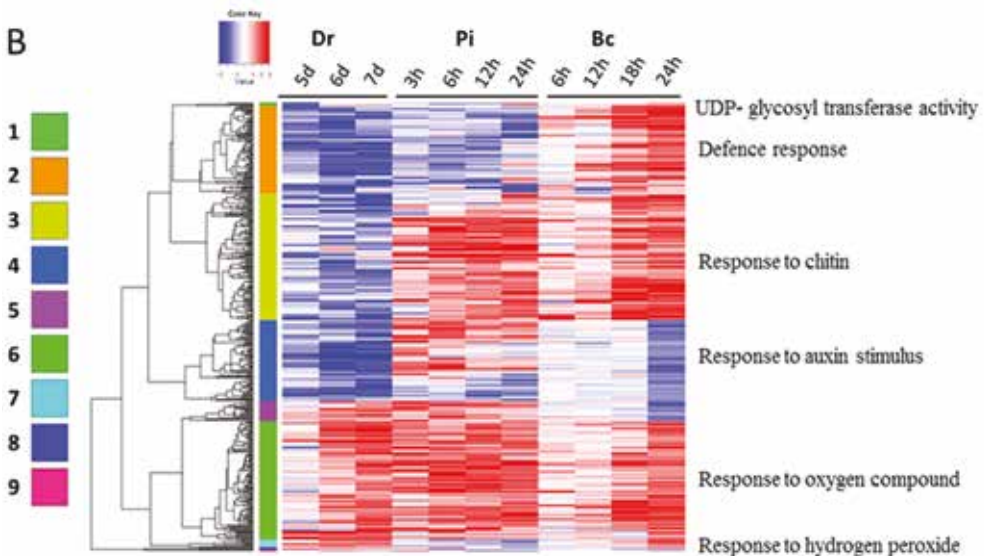 B
Color Key
Value
Dr Pi Bc
5d 6d 7d 3h 6h 12h 24h 6h 12h 18h 24h
1
2
3
4
5
6
7
8
9
UDP- glycosyl transferase activity
Defence response
Response to chitin
Response to auxin stimulus
Response to oxygen compound
Response to hydrogen peroxide